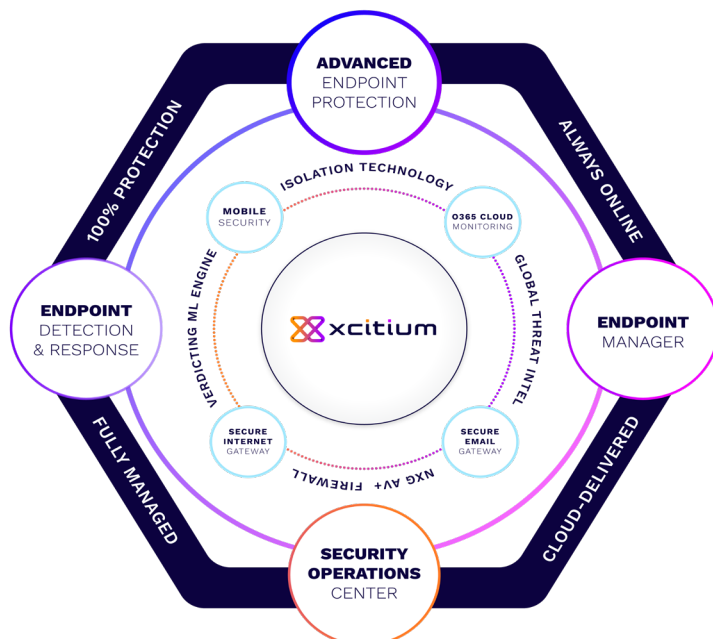 ADVANCED
ENDPOINT
PROTECTION
100% PROTECTION
ALWAYS ONLINE
ISOLATION TECHNOLOGY
MOBILE
SECURITY
O365 CLOUD
MONITORING
VERDICTING ML ENGINE
GLOBAL THREAT INTEL
ENDPOINT
DETECTION
& RESPONSE
xcitium
ENDPOINT
MANAGER
SECURE
INTERNET
GATEWAY
SECURE
EMAIL
GATEWAY
NXG AV+ FIREWALL
FULLY MANAGED
CLOUD-DELIVERED
SECURITY
OPERATIONS
CENTER